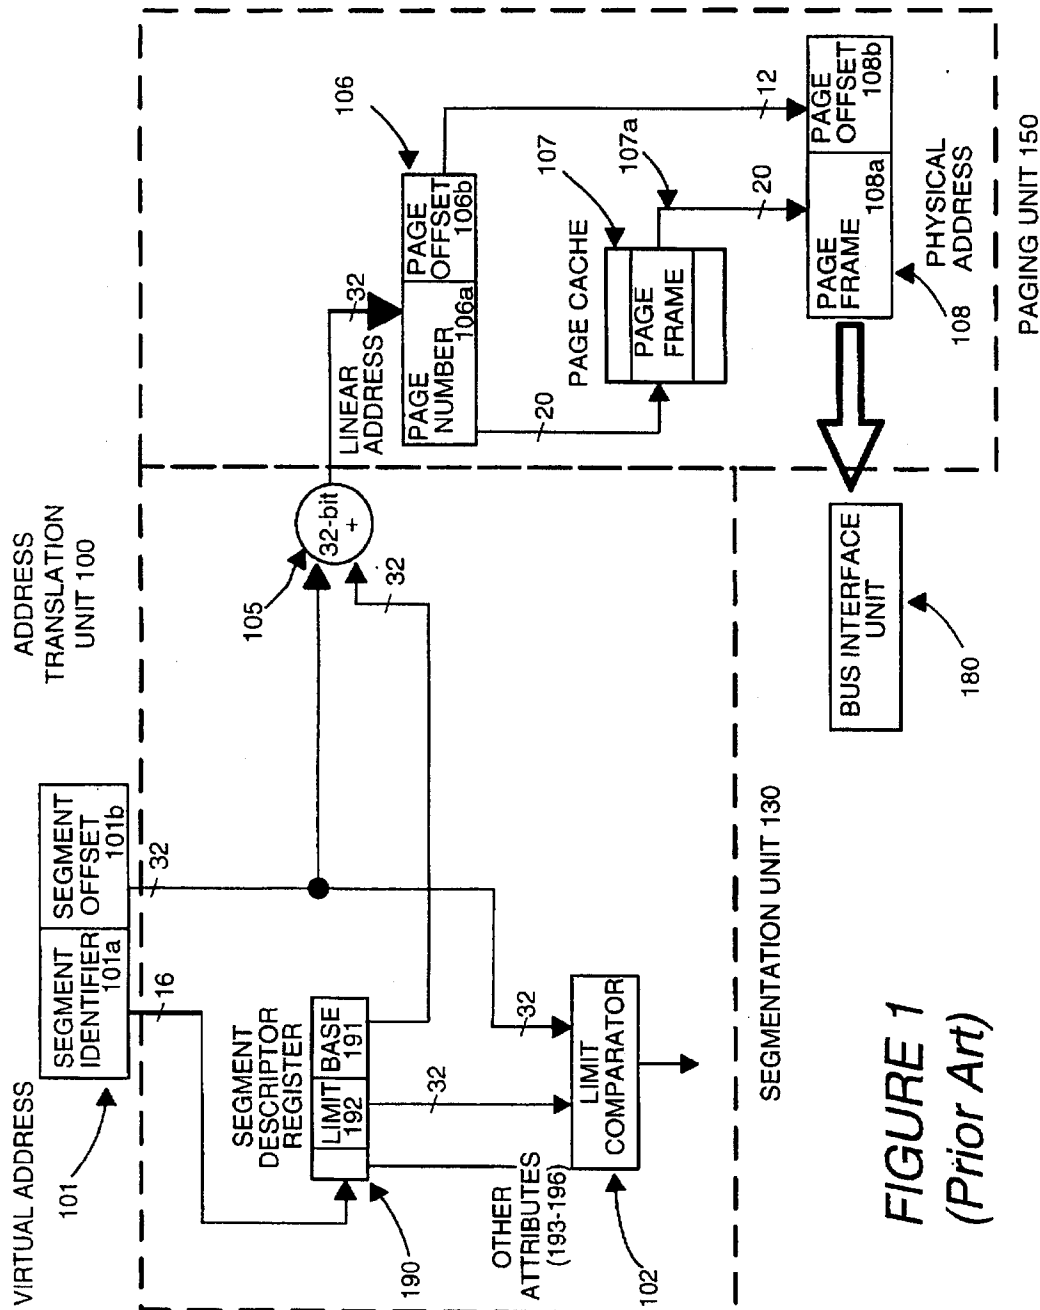 VIRTUAL ADDRESS
101
SEGMENT
IDENTIFIER
101a
SEGMENT
OFFSET
101b
16
32
ADDRESS
TRANSLATION
UNIT 100
SEGMENT
DESCRIPTOR
REGISTER
LIMIT
192
BASE
191
190
OTHER
ATTRIBUTES
(193-196)
32
32
LIMIT
COMPARATOR
102
105
32-bit
+
32
SEGMENTATION UNIT 130
LINEAR
ADDRESS
32
106
PAGE
NUMBER
106a
PAGE
OFFSET
106b
20
12
PAGE CACHE
107
PAGE
FRAME
107a
20
PAGE
FRAME
108a
PAGE
OFFSET
108b
108
PHYSICAL
ADDRESS
PAGING UNIT 150
BUS INTERFACE
UNIT
180
FIGURE 1
(Prior Art)